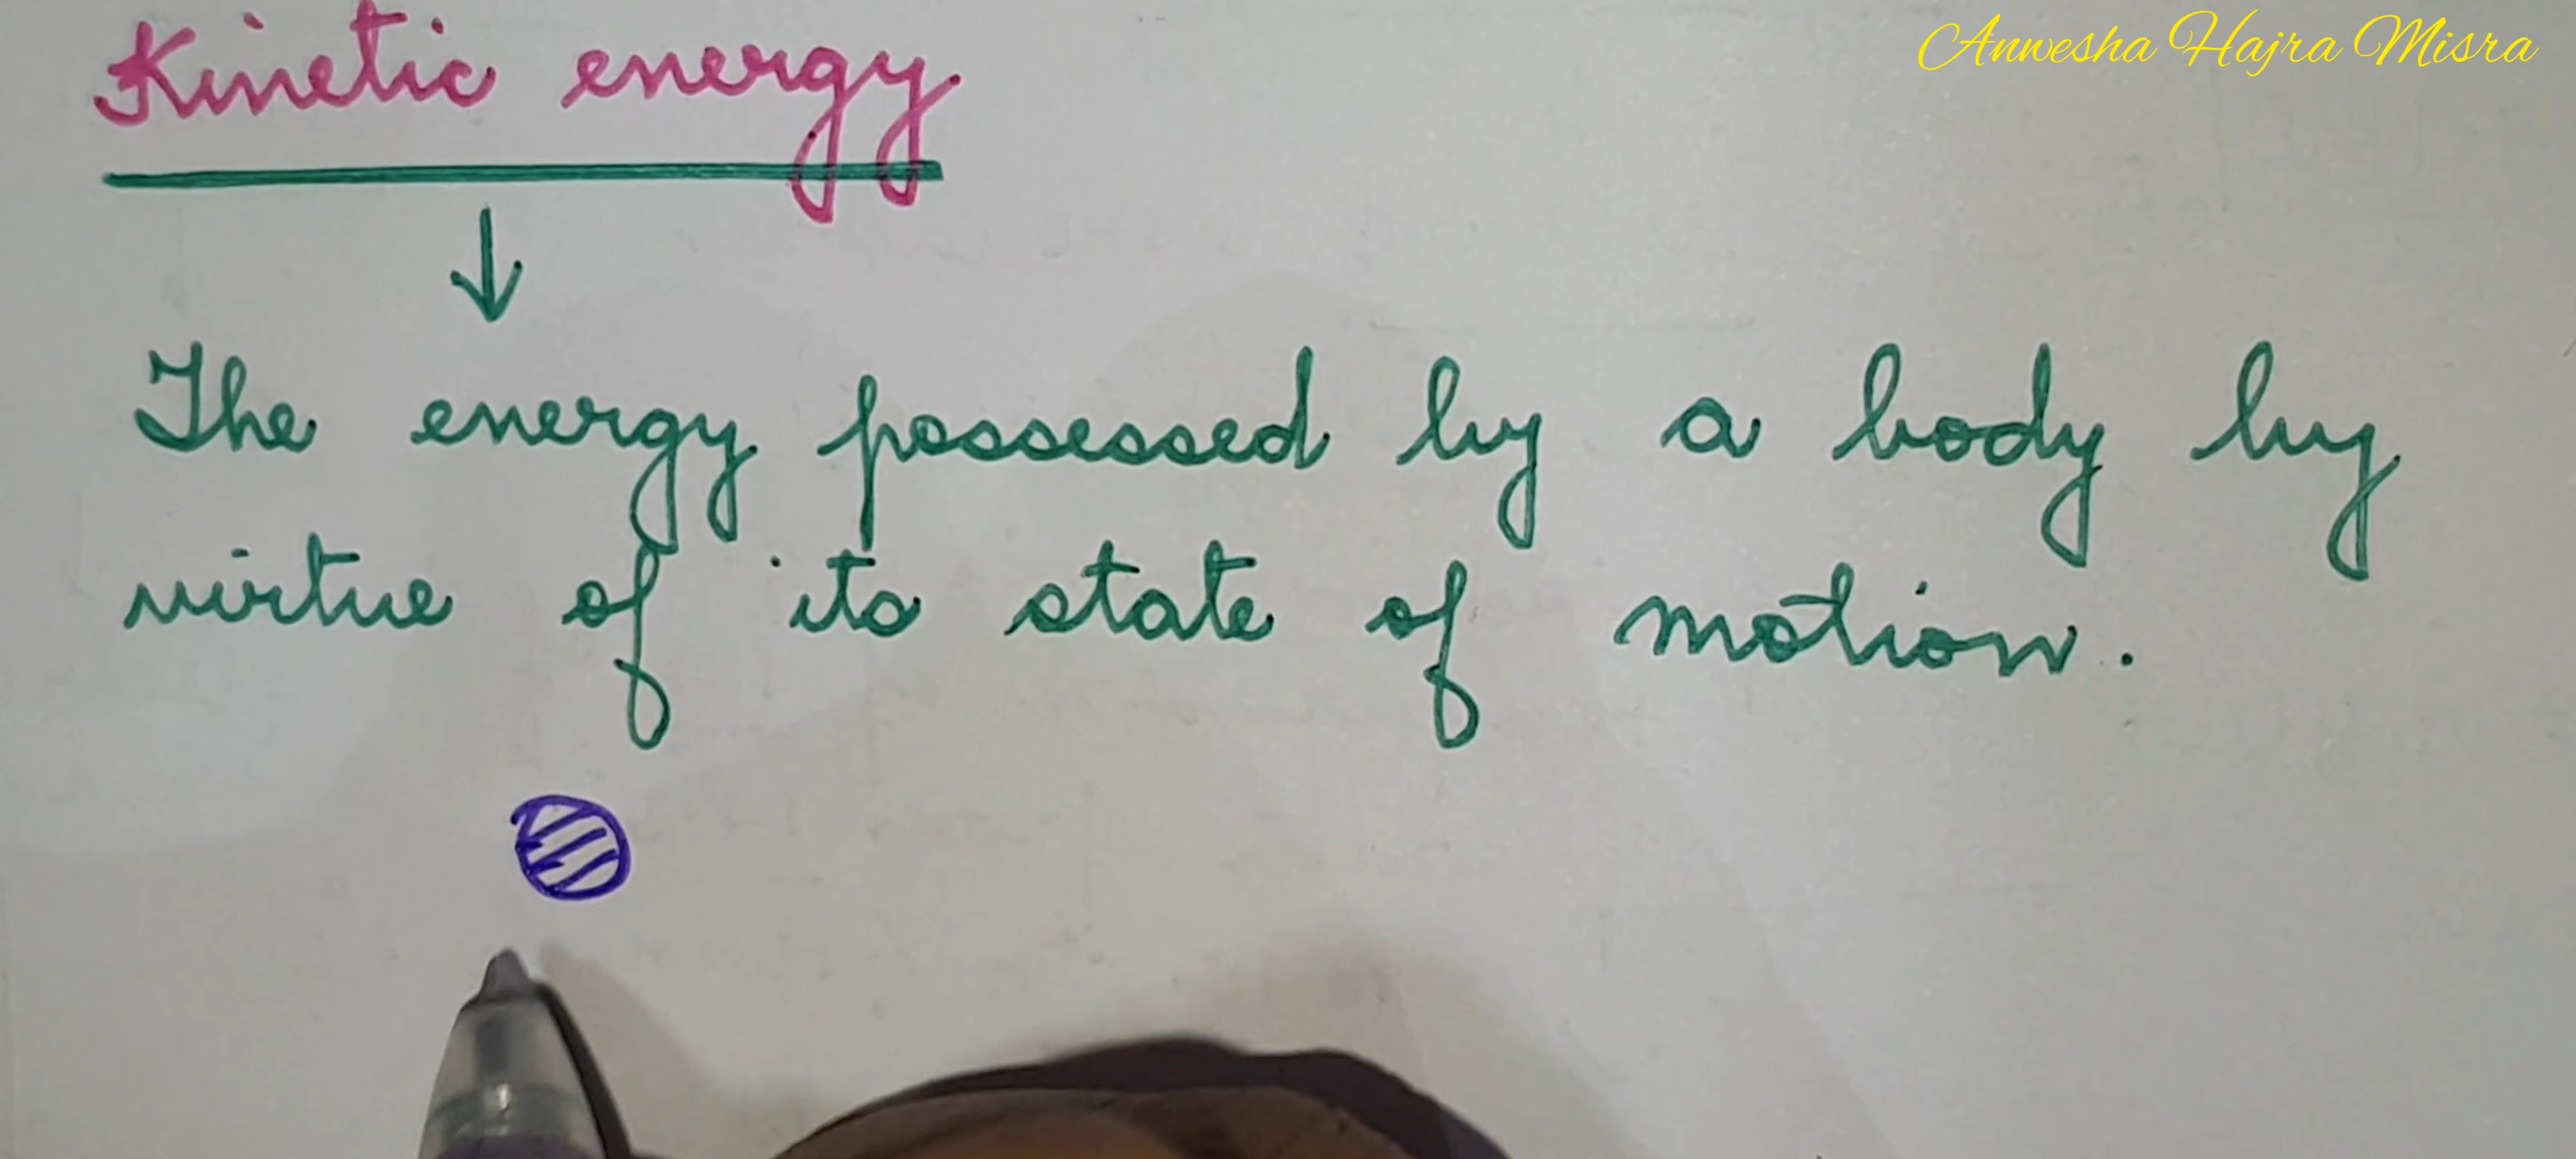 Kinetic energy
Anwesha Hajra Misra
The energy possessed by a body by
virtue of its state of motion.